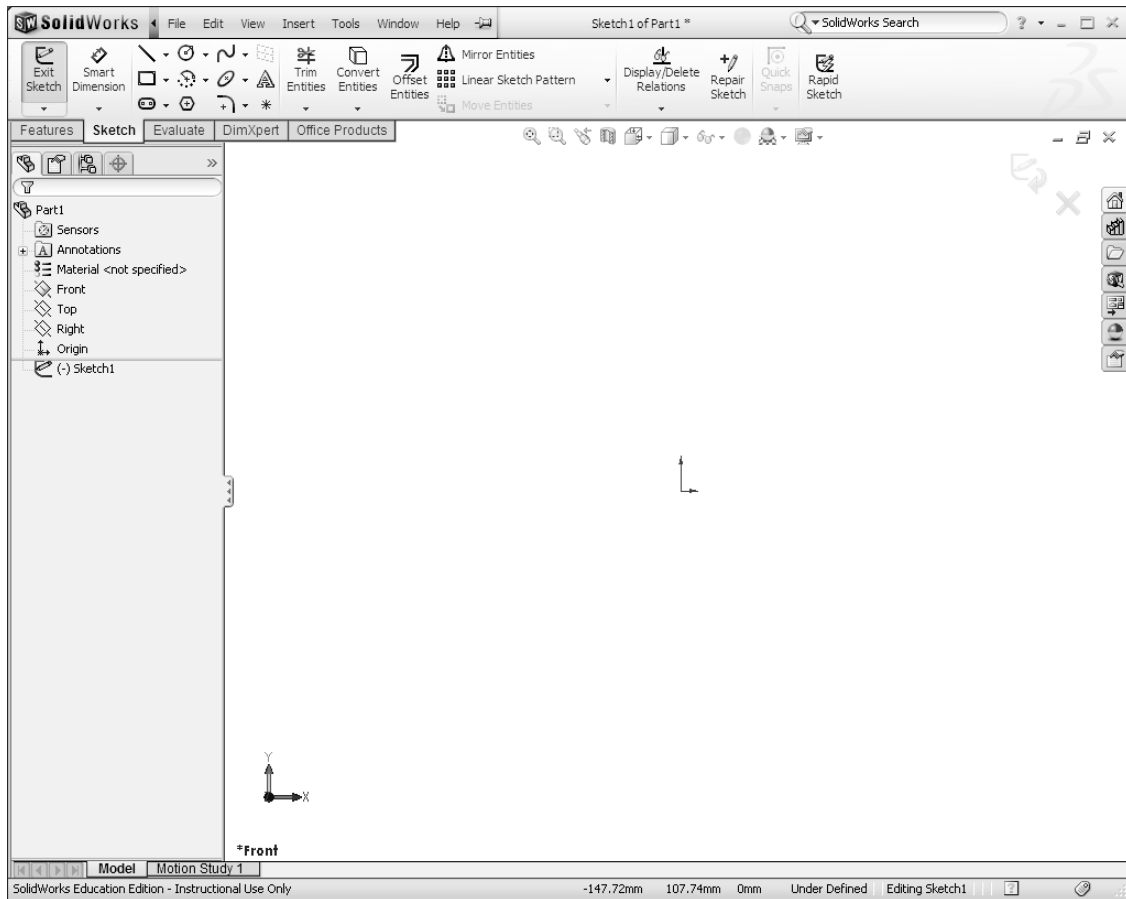 SolidWorks File Edit View Insert Tools Window Help Sketch1 of Part1 * SolidWorks Search ?
Exit Sketch
Smart Dimension
Trim Entities
Convert Entities
Offset Entities
Mirror Entities
Linear Sketch Pattern
Move Entities
Display/Delete Relations
Repair Sketch
Quick Snaps
Rapid Sketch
Features Sketch Evaluate DimXpert Office Products
Part1
Sensors
Annotations
Material <not specified>
Front
Top
Right
Origin
(-) Sketch1
Y
X
*Front
Model Motion Study 1
SolidWorks Education Edition - Instructional Use Only -147.72mm 107.74mm 0mm Under Defined Editing Sketch1